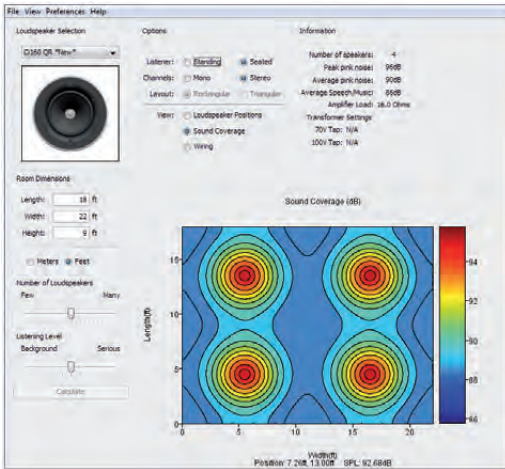 File View Preferences Help
Loudspeaker Selection
Ci160 QR "New"
Room Dimensions
Length: 18 ft
Width: 22 ft
Height: 9 ft
Meters Feet
Number of Loudspeakers
Few Many
Listening Level
Background Serious
Calculate
Options
Listener: Standing Seated
Channels: Mono Stereo
Layout: Rectangular Triangular
View: Loudspeaker Positions
Sound Coverage
Wiring
Information
Number of speakers: 4
Peak pink noise: 96dB
Average pink noise: 90dB
Average Speech/Music: 88dB
Amplifier Load: 16.0 Ohms
Transformer Settings
70V Tap: N/A
100V Tap: N/A
Sound Coverage (dB)
Length(ft)
15
10
5
0
0 5 10 15 20
94
92
90
88
86
Width(ft)
Position: 7.26ft, 13.00ft SPL: 92.68dB